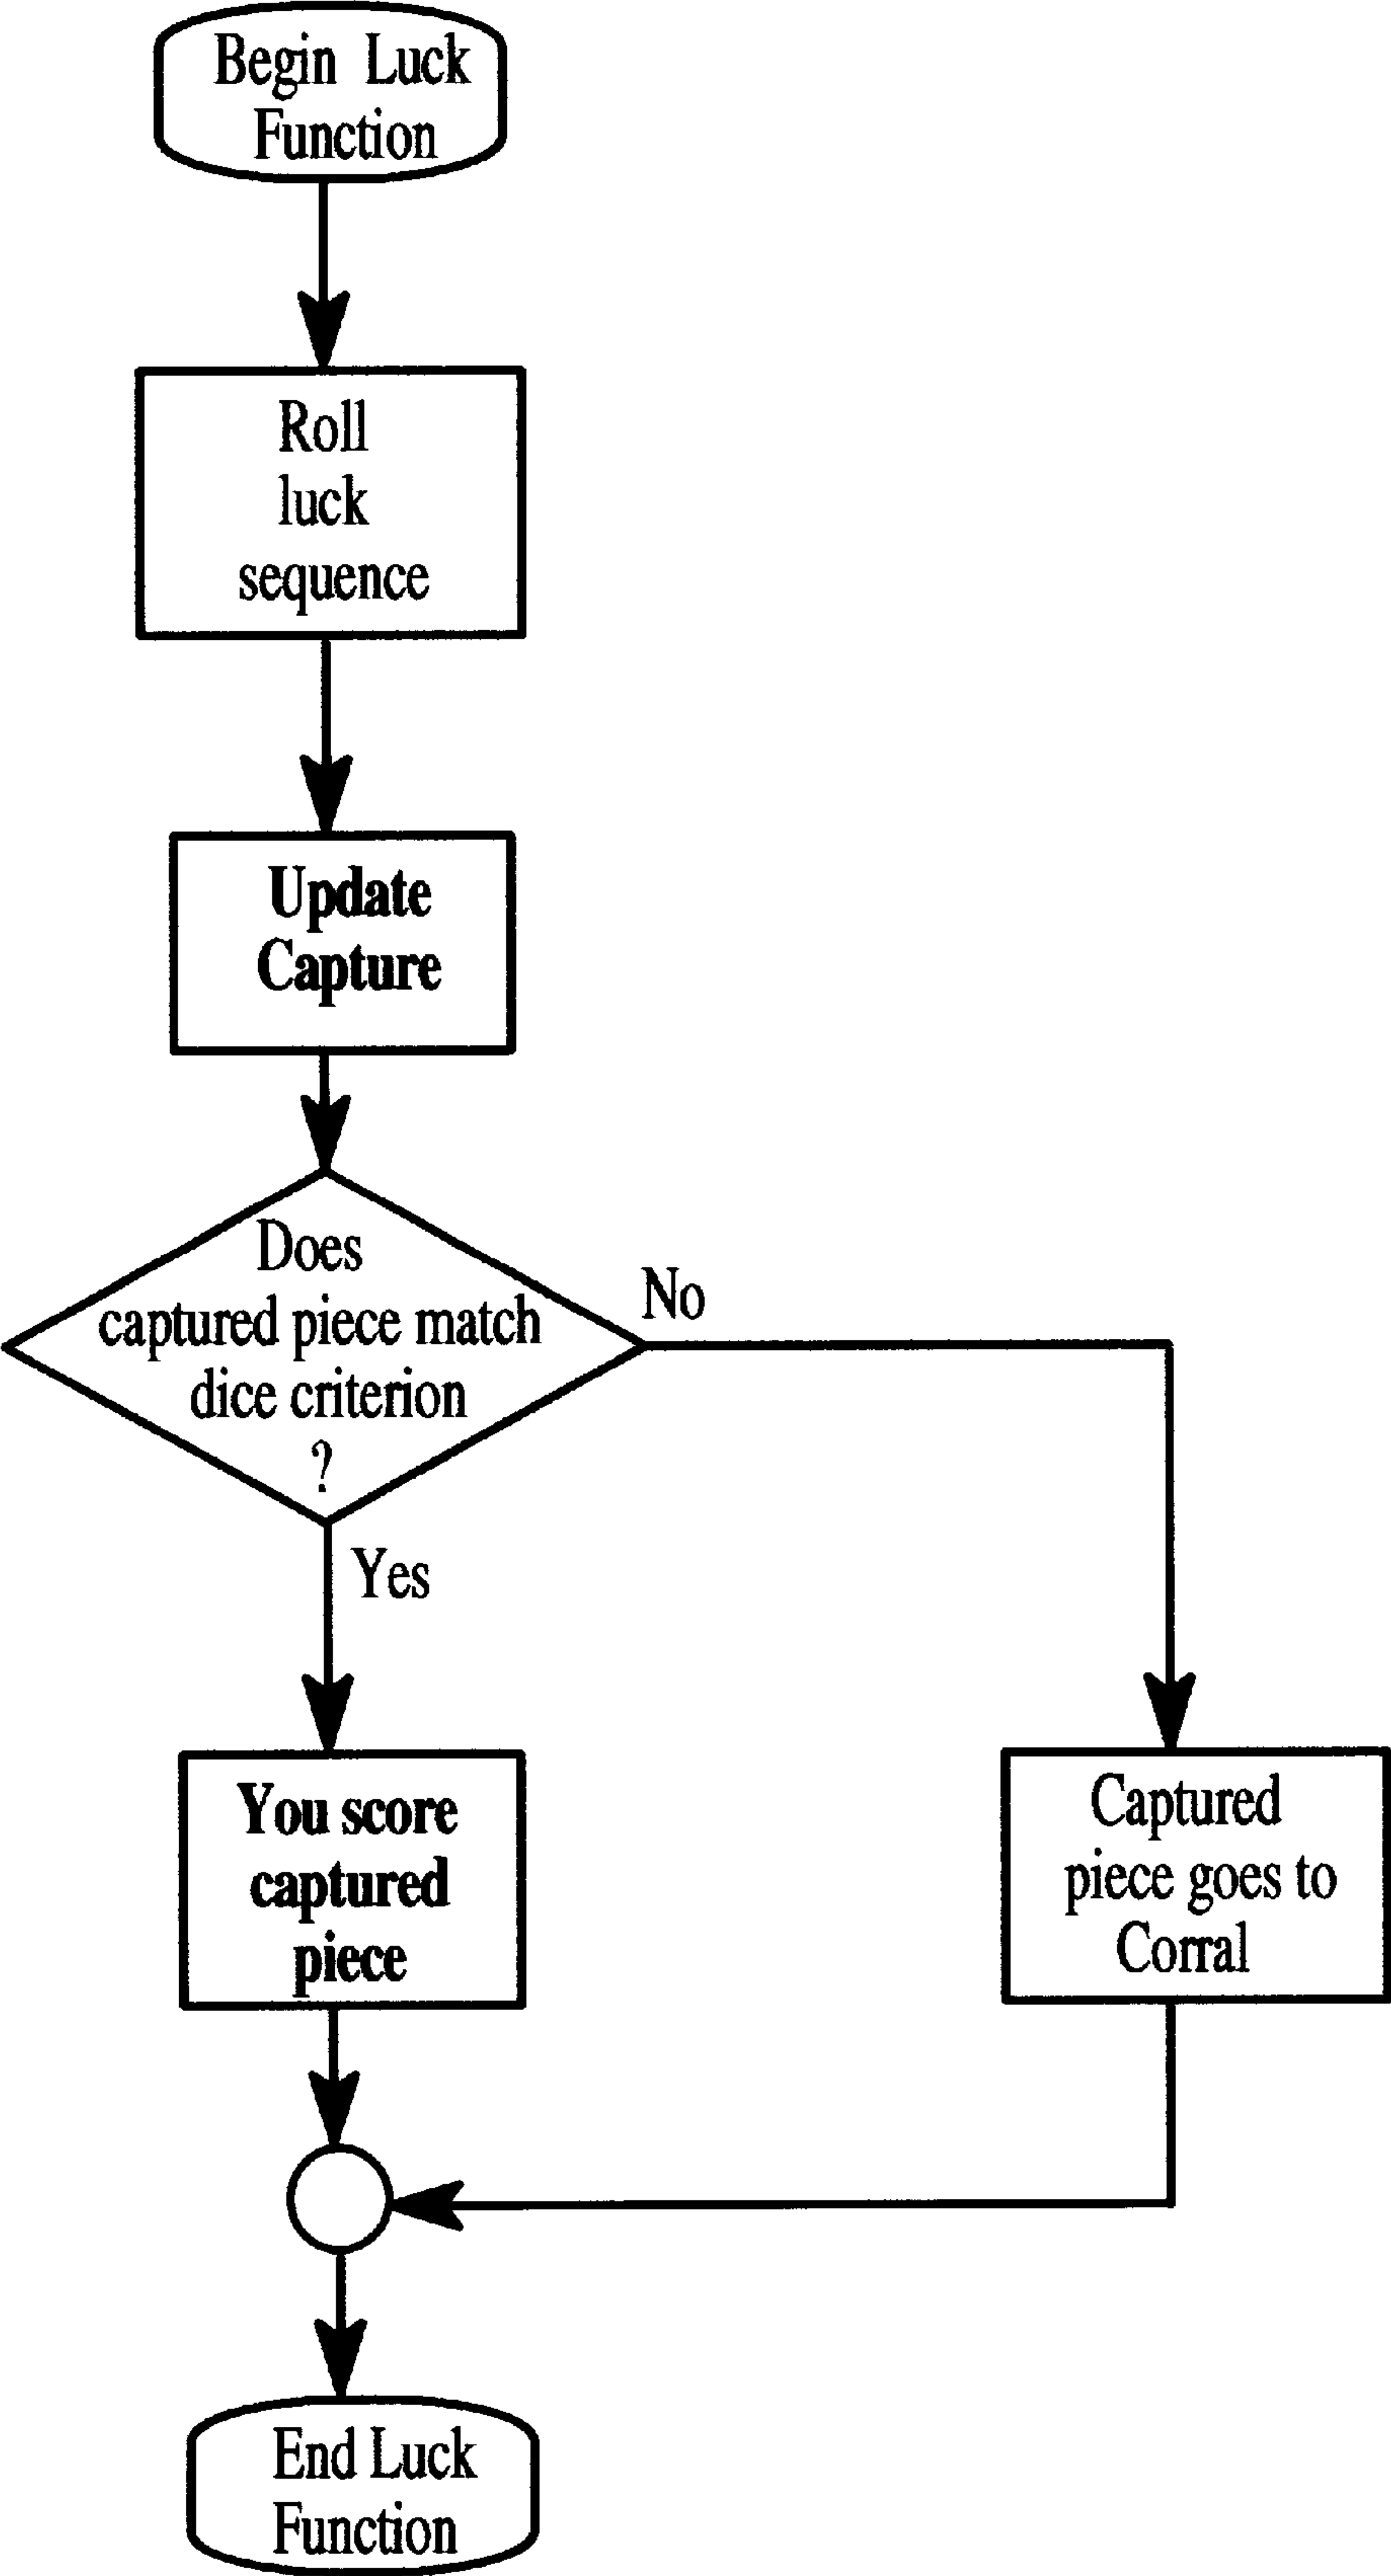 Begin Luck
Function
Roll
luck
sequence
Update
Capture
Does
captured piece match
dice criterion
?
No
Yes
You score
captured
piece
Captured
piece goes to
Corral
End Luck
Function